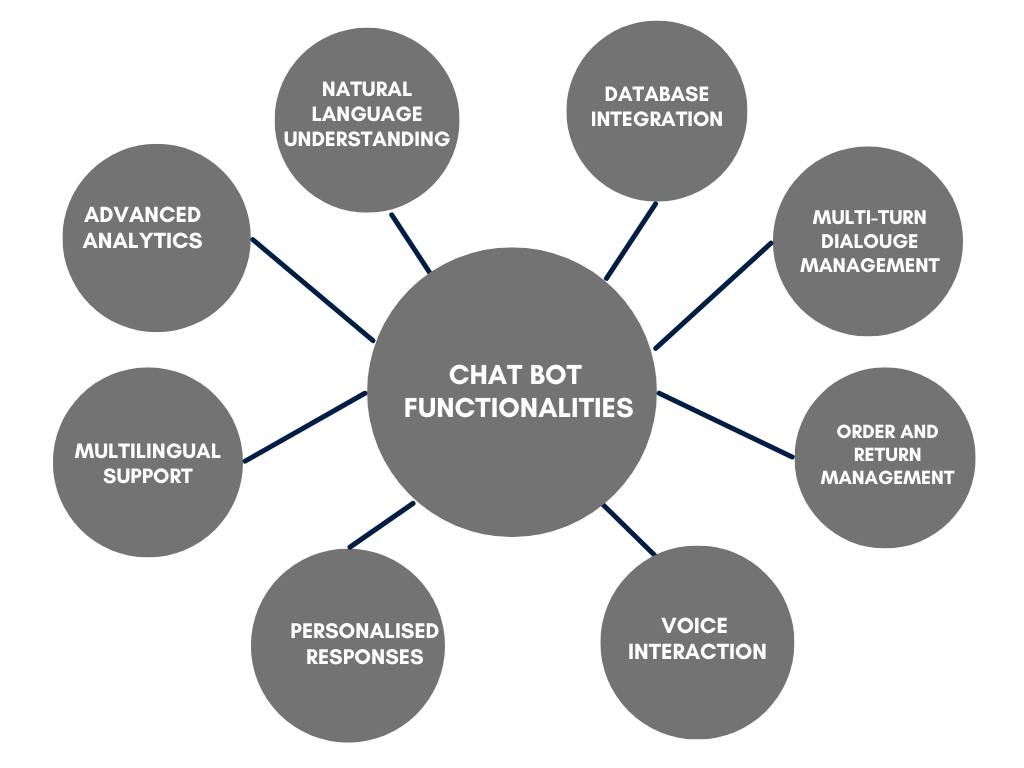 NATURAL
LANGUAGE
UNDERSTANDING
DATABASE
INTEGRATION
ADVANCED
ANALYTICS
MULTI-TURN
DIALOUGE
MANAGEMENT
CHAT BOT
FUNCTIONALITIES
MULTILINGUAL
SUPPORT
ORDER AND
RETURN
MANAGEMENT
PERSONALISED
RESPONSES
VOICE
INTERACTION